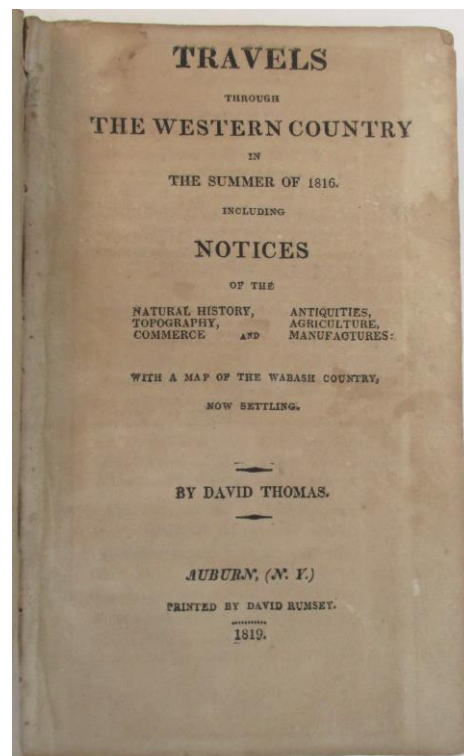 TRAVELS
THROUGH
THE WESTERN COUNTRY
IN
THE SUMMER OF 1816.
INCLUDING
NOTICES
OF THE
NATURAL HISTORY, ANTIQUITIES,
TOPOGRAPHY, AGRICULTURE,
COMMERCE AND MANUFACTURES:
WITH A MAP OF THE WABASH COUNTRY,
NOW SETTLING.
BY DAVID THOMAS.
AUBURN, (N. Y.)
PRINTED BY DAVID RUMSEY.
1819.